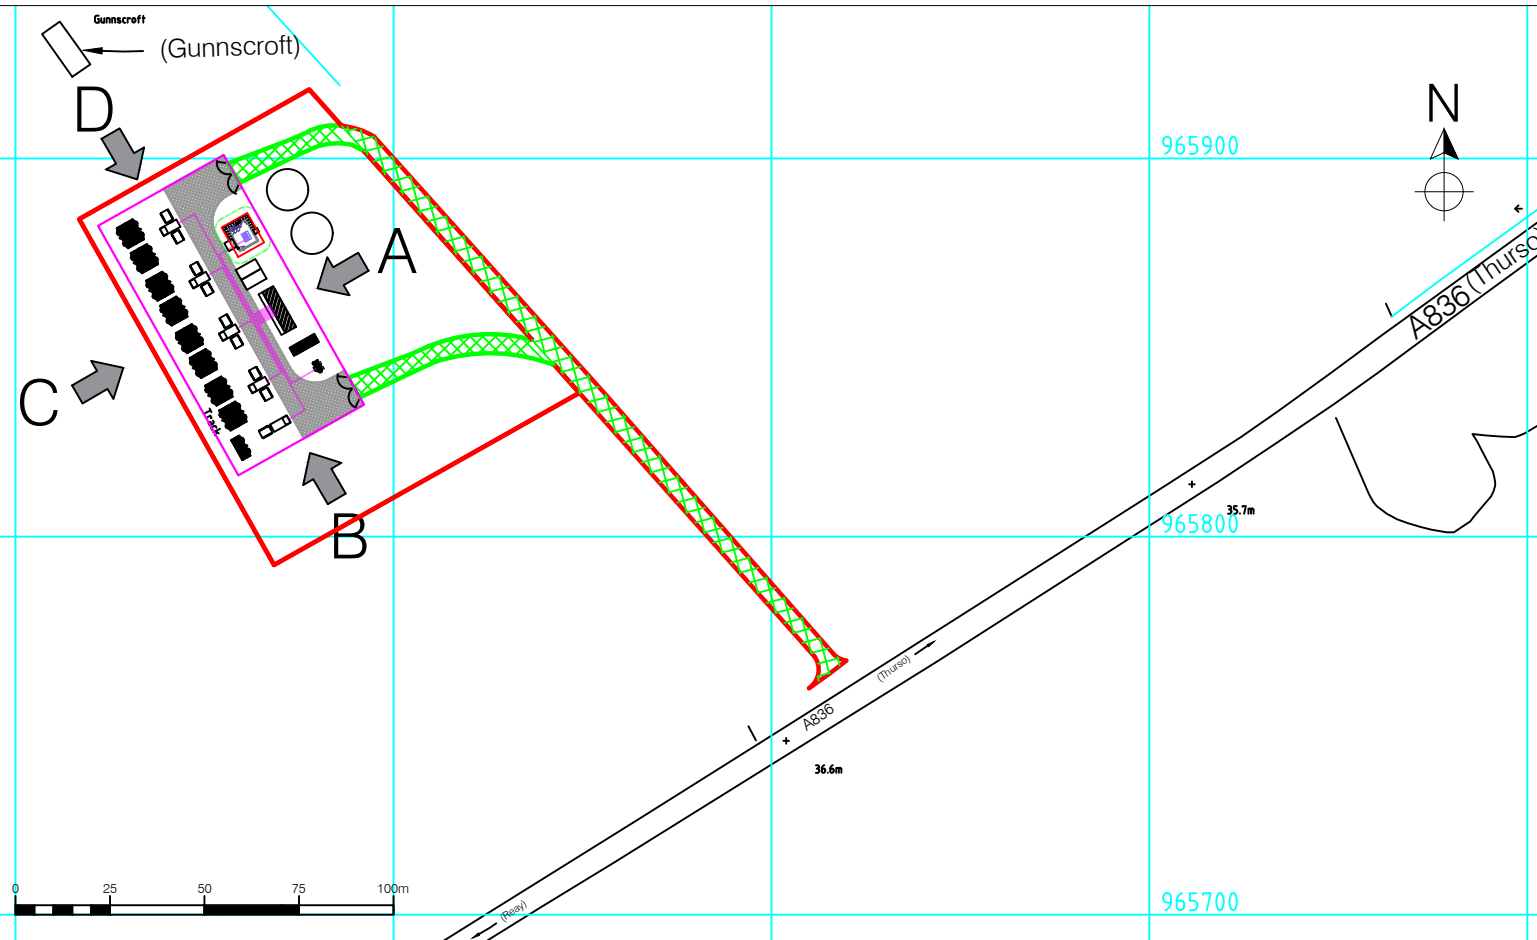 Gunnscroft
(Gunnscroft)
D
N
965900
A
A836 (Thurso)
C
Track
35.7m
965800
B
(Thurso)
A836
36.6m
0 25 50 75 100m
965700
(Reay)